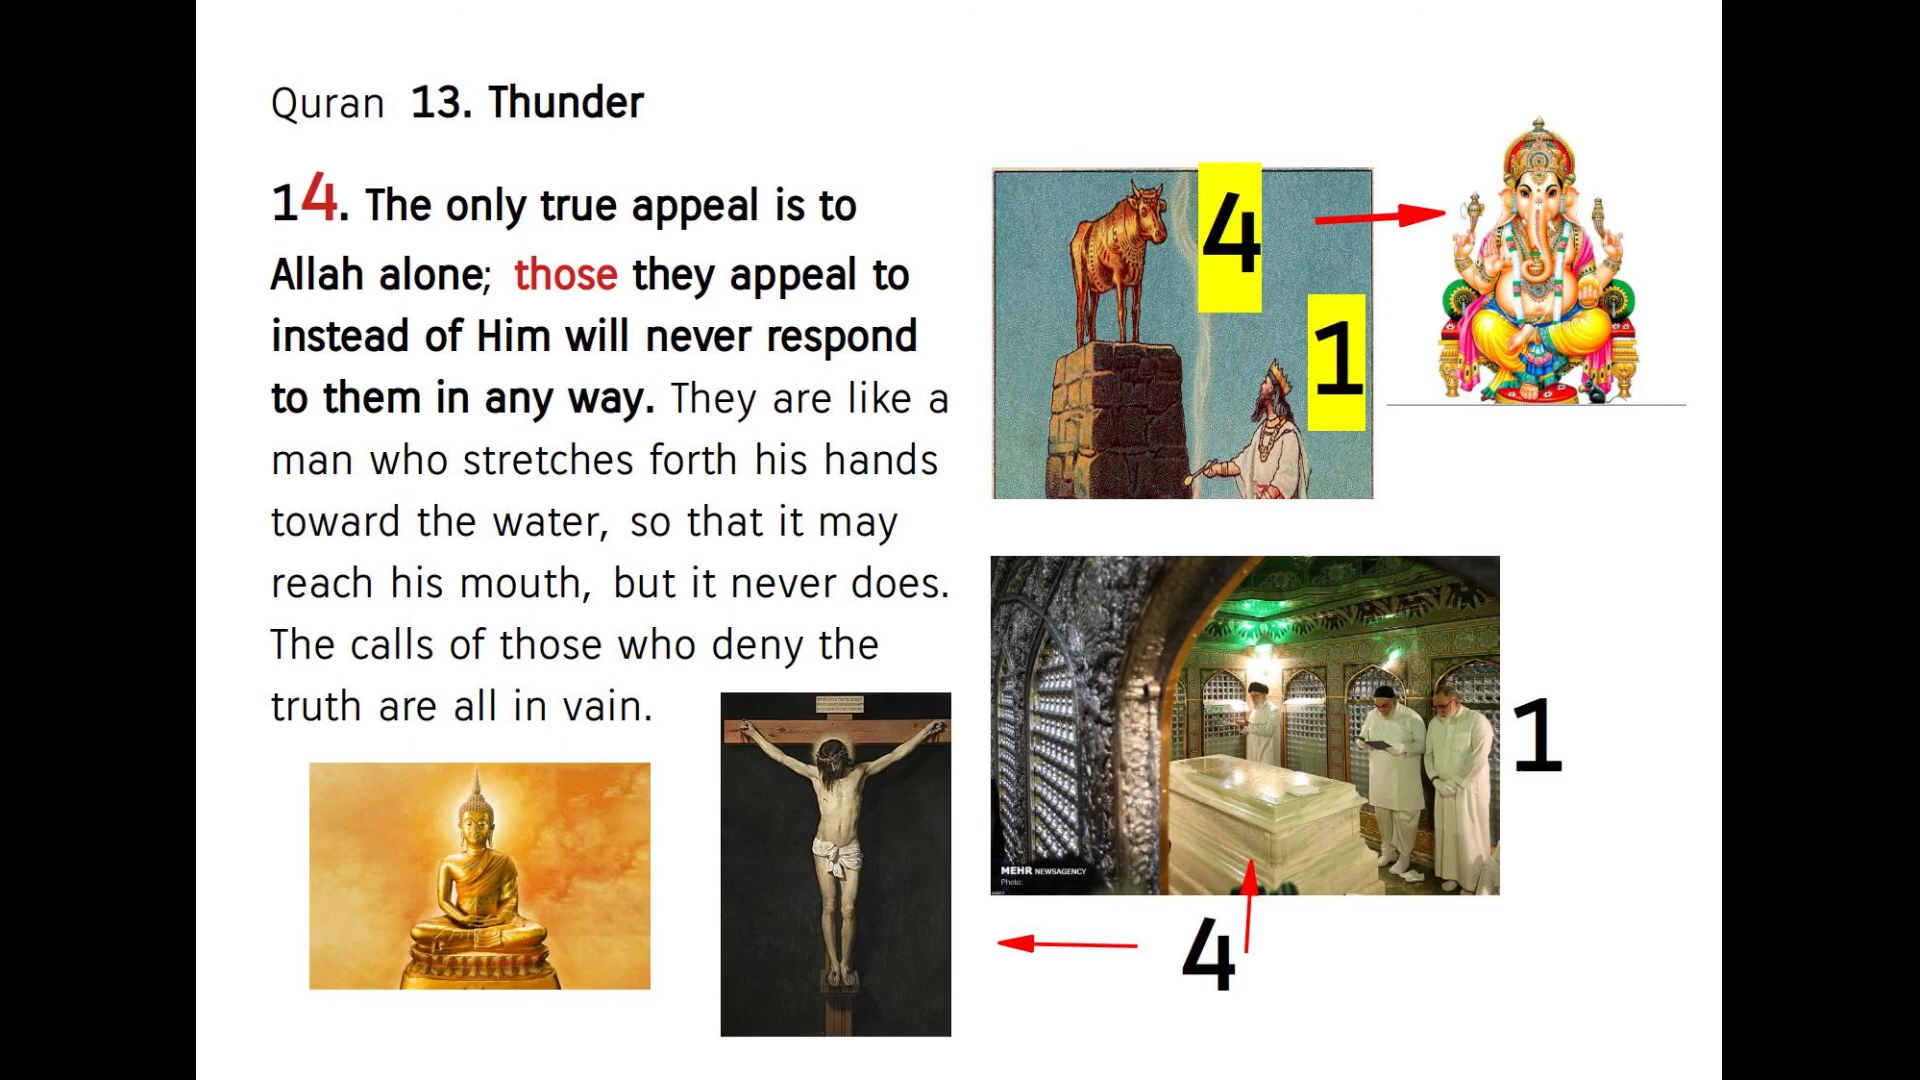 Quran 13. Thunder
14. The only true appeal is to
Allah alone; those they appeal to
instead of Him will never respond
to them in any way. They are like a
man who stretches forth his hands
toward the water, so that it may
reach his mouth, but it never does.
The calls of those who deny the
truth are all in vain.
4
1
1
MEHR NEWSAGENCY
Photo:
4